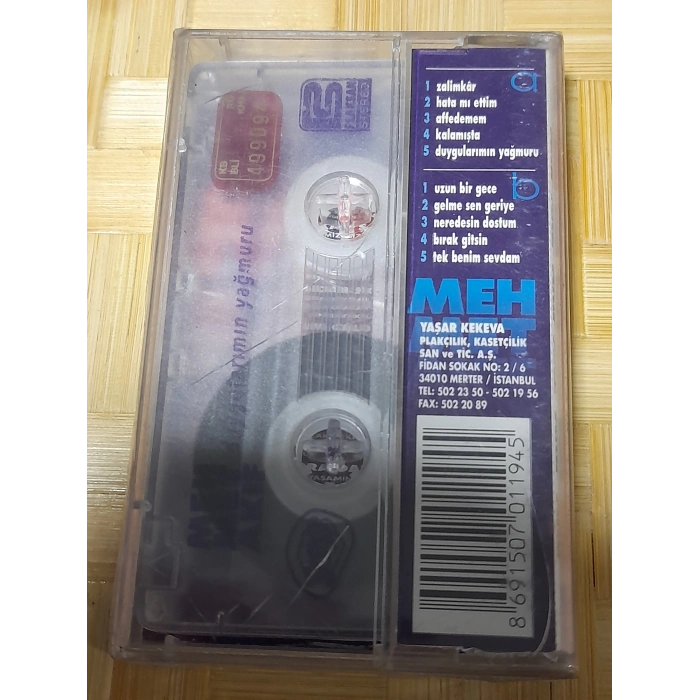 a
1 zalimkâr
2 hata mı ettim
3 affedemem
4 kalamışta
5 duygularımın yağmuru
b
1 uzun bir gece
2 gelme sen geriye
3 neredesin dostum
4 bırak gitsin
5 tek benim sevdam
MEH
YAŞAR KEKEVA
PLAKÇILIK, KASETÇİLİK
SAN ve TİC. A.Ş.
FİDAN SOKAK NO: 2 / 6
34010 MERTER / İSTANBUL
TEL: 502 23 50 - 502 19 56
FAX: 502 20 89
8 691507 011945
STEREO
KB
499094
yağmuru